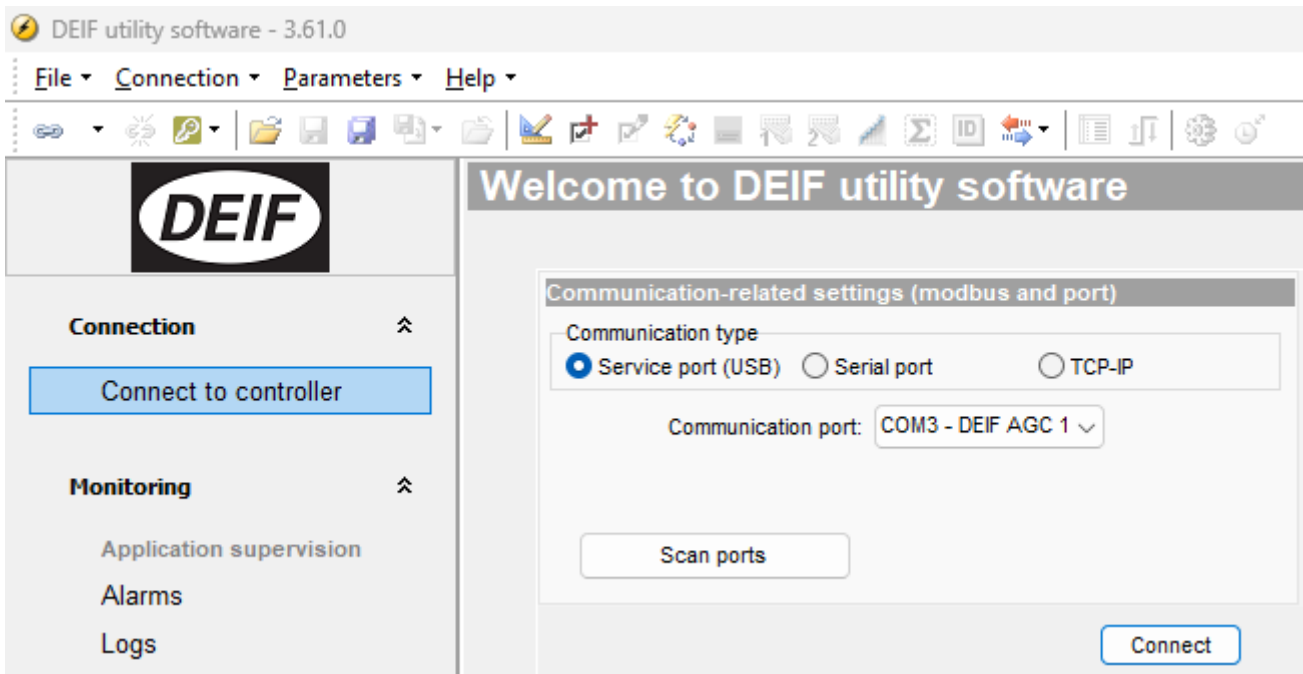 DEIF utility software - 3.61.0
File Connection Parameters Help
2
Σ
ID
DEIF
Welcome to DEIF utility software
Connection
Connect to controller
Monitoring
Application supervision
Alarms
Logs
Communication-related settings (modbus and port)
Communication type
Service port (USB) Serial port TCP-IP
Communication port: COM3 - DEIF AGC 1
Scan ports
Connect